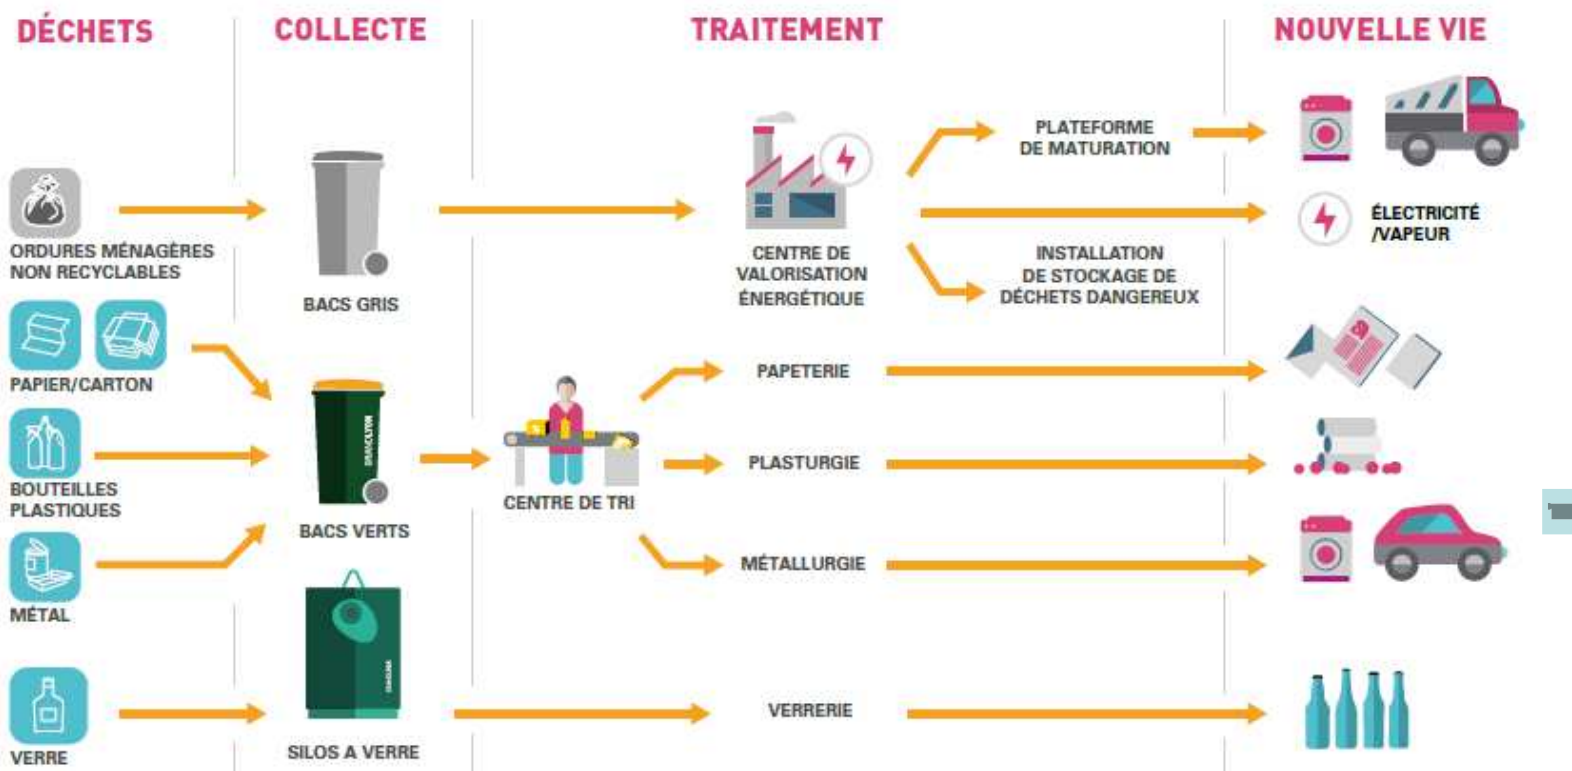 DÉCHETS
COLLECTE
TRAITEMENT
NOUVELLE VIE
ORDURES MÉNAGÈRES
NON RECYCLABLES
BACS GRIS
CENTRE DE
VALORISATION
ÉNERGÉTIQUE
PLATEFORME
DE MATURATION
ÉLECTRICITÉ
/VAPEUR
INSTALLATION
DE STOCKAGE DE
DÉCHETS DANGEREUX
PAPIER/CARTON
BOUTEILLES
PLASTIQUES
MÉTAL
BACS VERTS
CENTRE DE TRI
PAPETERIE
PLASTURGIE
MÉTALLURGIE
VERRE
SILOS A VERRE
VERRERIE